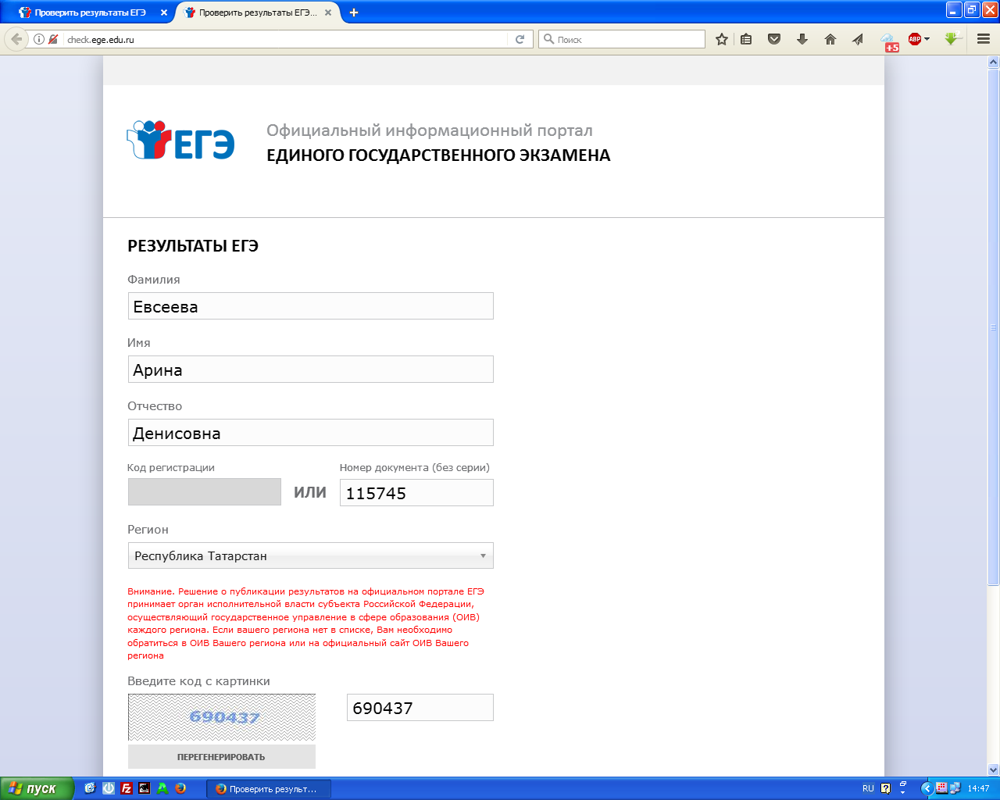 Проверить результаты ЕГЭ
Проверить результаты ЕГЭ...
check.ege.edu.ru
Поиск
ABP
+5
ЕГЭ
Официальный информационный портал
ЕДИНОГО ГОСУДАРСТВЕННОГО ЭКЗАМЕНА
РЕЗУЛЬТАТЫ ЕГЭ
Фамилия
Евсеева
Имя
Арина
Отчество
Денисовна
Код регистрации
Номер документа (без серии)
ИЛИ
115745
Регион
Республика Татарстан
Внимание. Решение о публикации результатов на официальном портале ЕГЭ
принимает орган исполнительной власти субъекта Российской Федерации,
осуществляющий государственное управление в сфере образования (ОИВ)
каждого региона. Если вашего региона нет в списке, Вам необходимо
обратиться в ОИВ Вашего региона или на официальный сайт ОИВ Вашего
региона
Введите код с картинки
690437
690437
ПЕРЕГЕНЕРИРОВАТЬ
пуск
Проверить результ...
RU
14:47